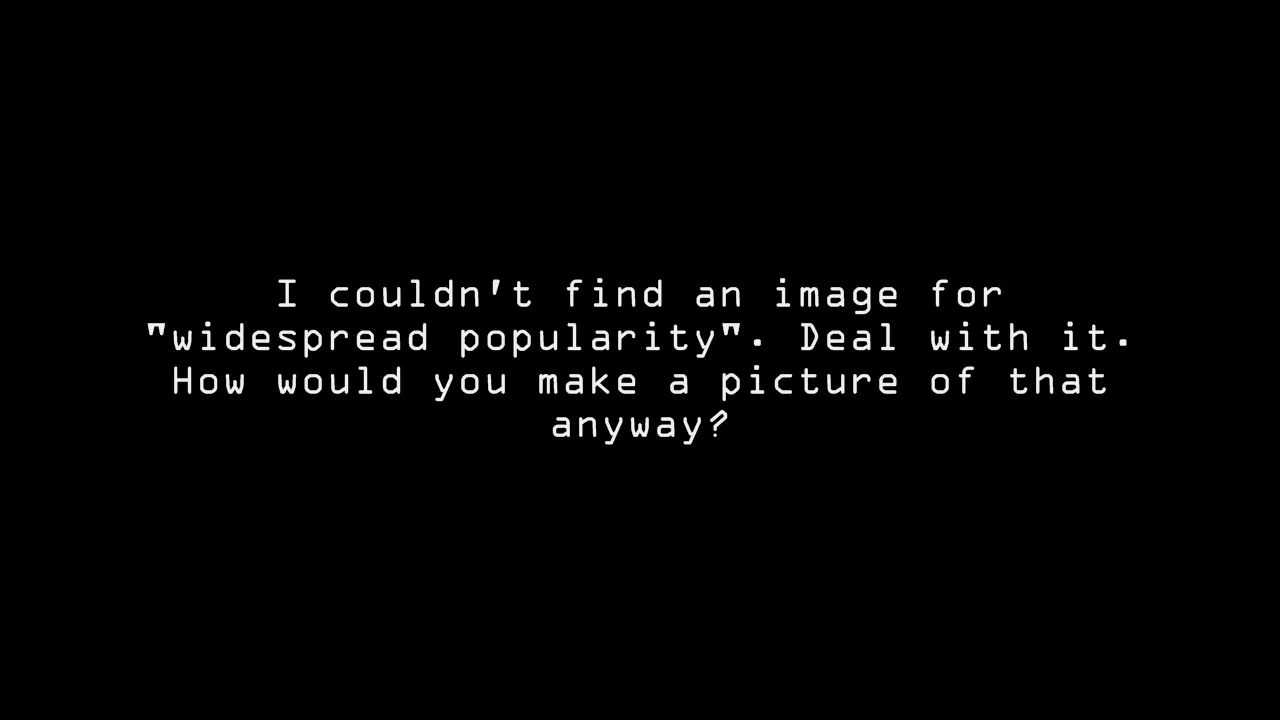 I couldn't find an image for
"widespread popularity". Deal with it.
How would you make a picture of that
anyway?